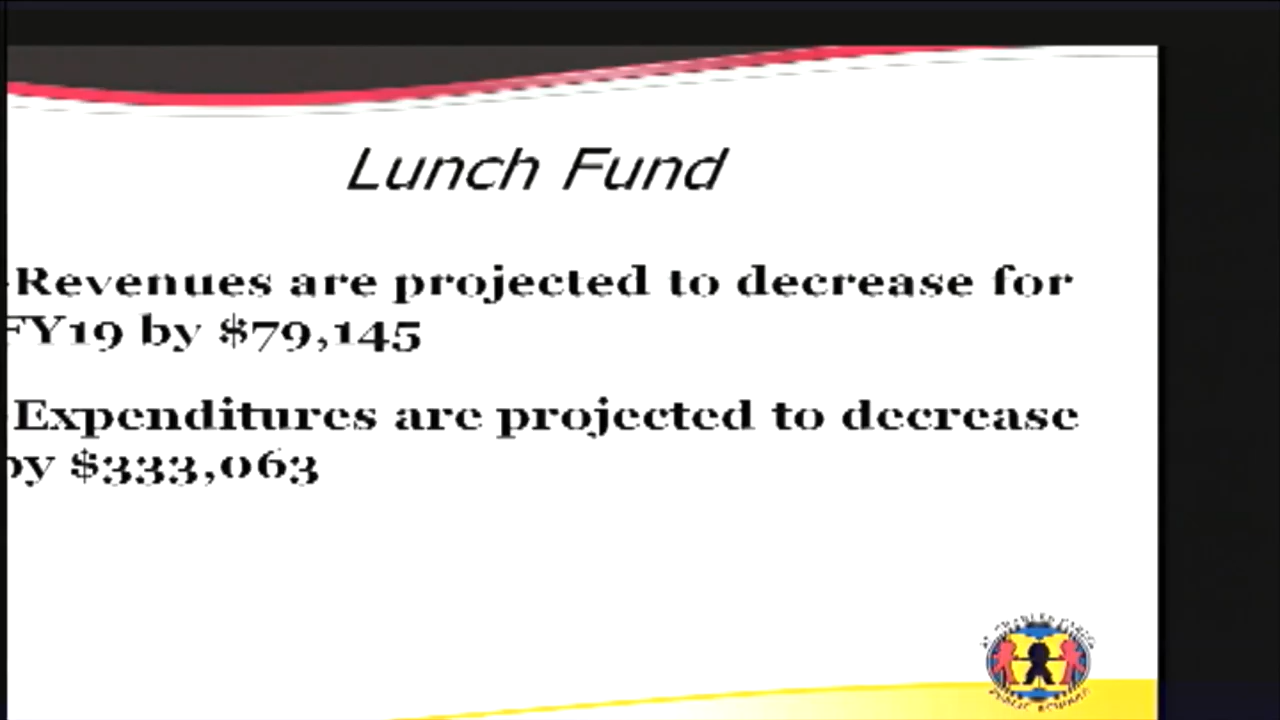 Lunch Fund
Revenues are projected to decrease for
FY19 by $79,145
Expenditures are projected to decrease
by $333,063